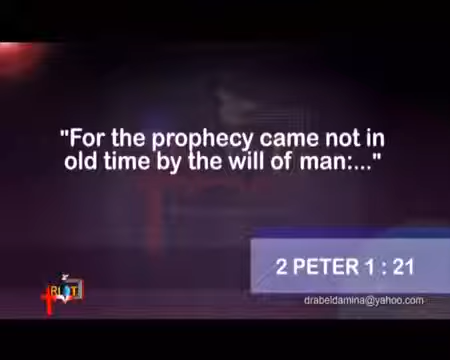 "For the prophecy came not in
old time by the will of man:..."
2 PETER 1 : 21
drabeldamina@yahoo.com